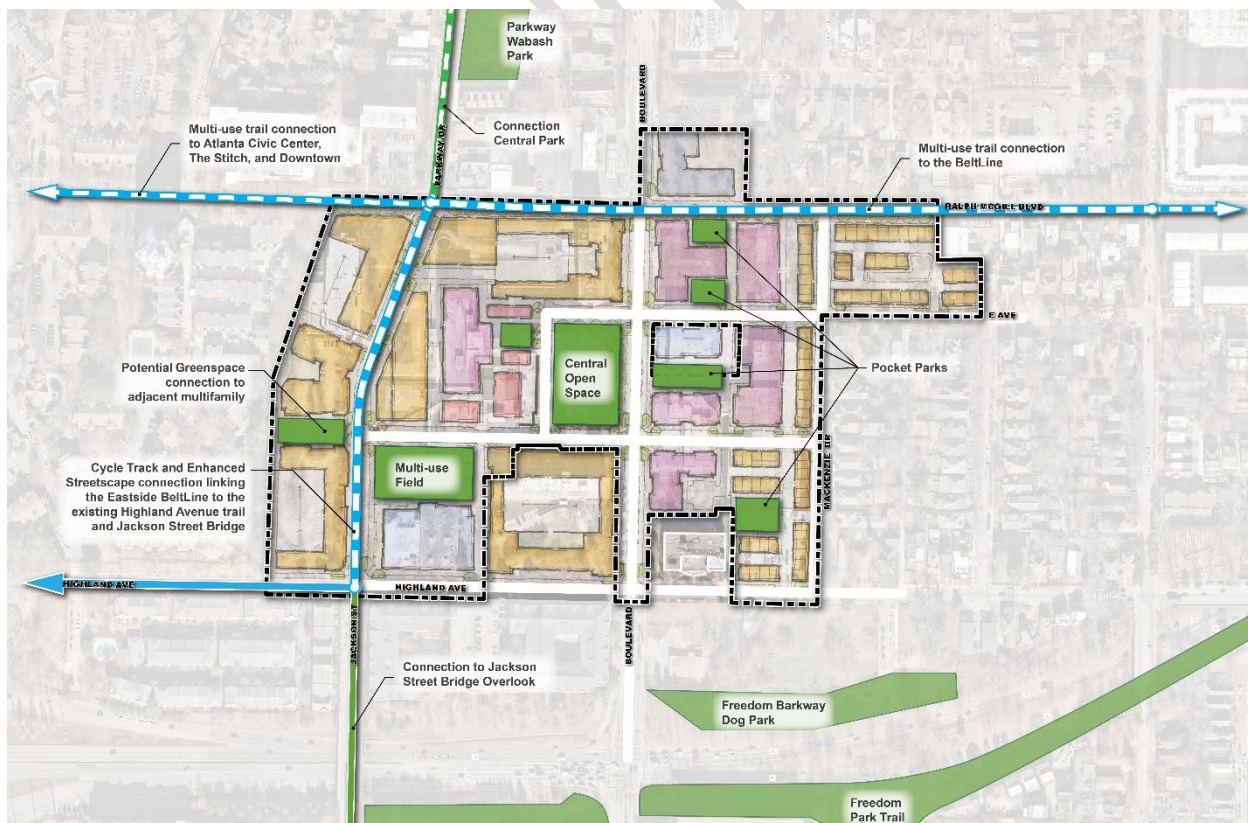 Parkway
Wabash
Park
BOULEVARD
Multi-use trail connection
to Atlanta Civic Center,
The Stitch, and Downtown
PARKWAY DR
Connection
Central Park
Multi-use trail connection
to the BeltLine
RALPH MCGILL BLVD
E AVE
Potential Greenspace
connection to
adjacent multifamily
Central
Open
Space
Pocket Parks
Cycle Track and Enhanced
Streetscape connection linking
the Eastside BeltLine to the
existing Highland Avenue trail
and Jackson Street Bridge
Multi-use
Field
MACKENZIE DR
HIGHLAND AVE
HIGHLAND AVE
JACKSON ST
BOULEVARD
Connection to Jackson
Street Bridge Overlook
Freedom Barkway
Dog Park
Freedom
Park Trail